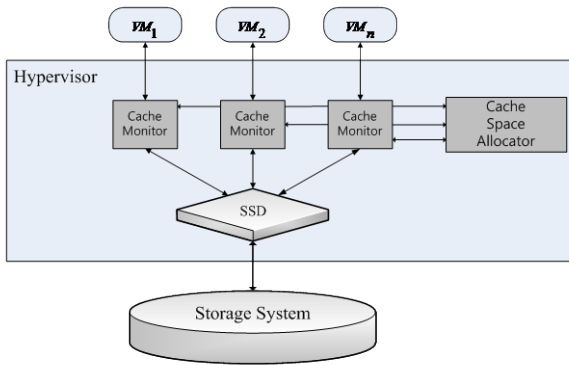 VM1
VM2
VMn
Hypervisor
Cache
Monitor
Cache
Monitor
Cache
Monitor
Cache
Space
Allocator
SSD
Storage System